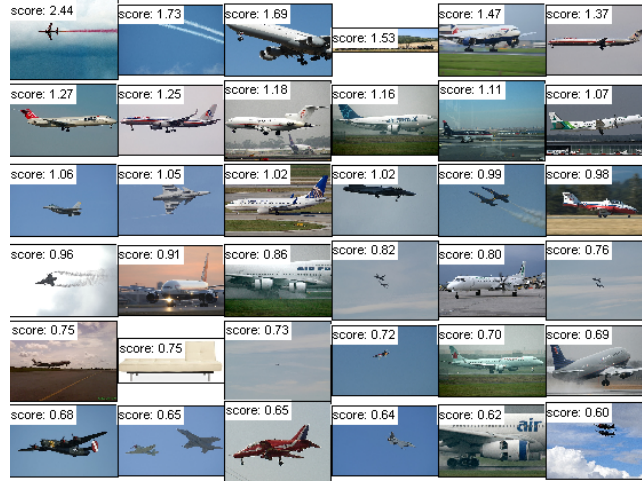 score: 2.44
score: 1.73
score: 1.69
score: 1.53
score: 1.47
score: 1.37
score: 1.27
score: 1.25
score: 1.18
score: 1.16
score: 1.11
score: 1.07
score: 1.06
score: 1.05
score: 1.02
score: 1.02
score: 0.99
score: 0.98
score: 0.96
score: 0.91
score: 0.86
score: 0.82
score: 0.80
score: 0.76
score: 0.75
score: 0.75
score: 0.73
score: 0.72
score: 0.70
score: 0.69
score: 0.68
score: 0.65
score: 0.65
score: 0.64
score: 0.62
air
score: 0.60